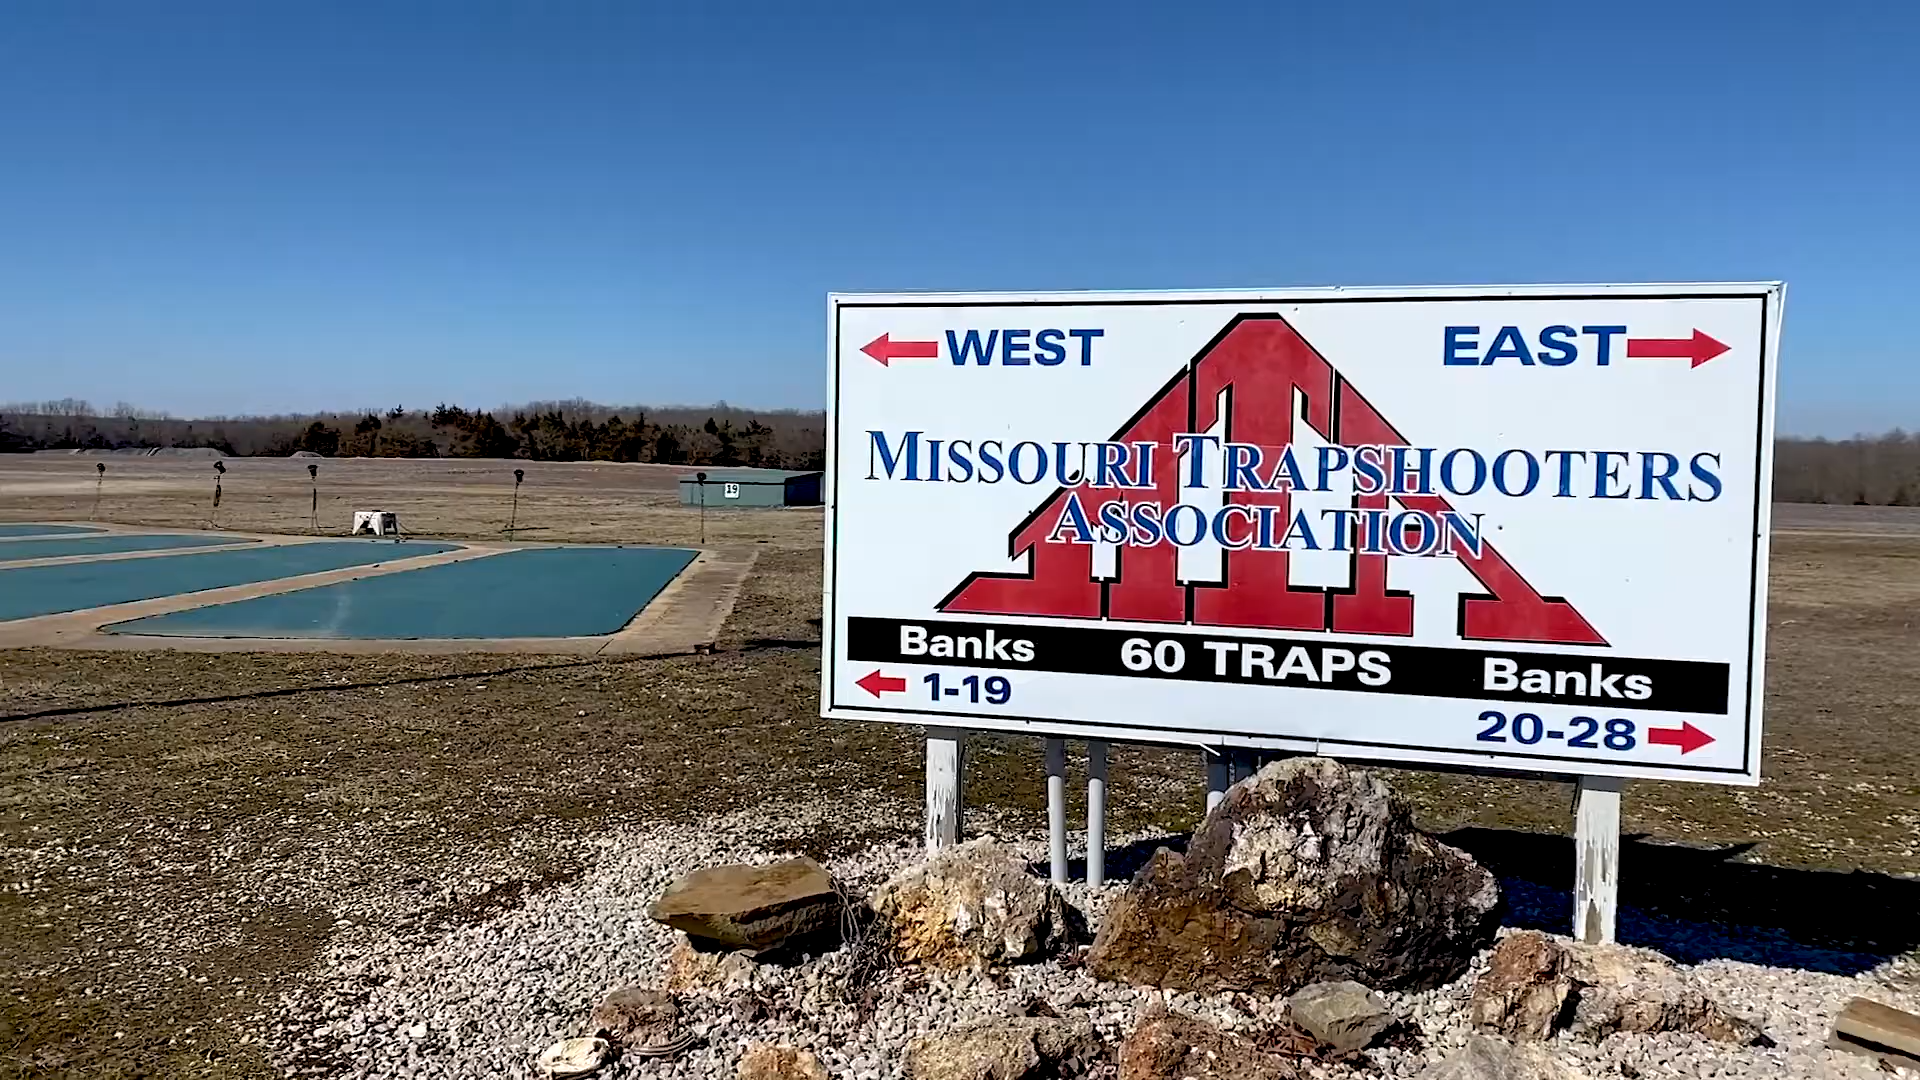 WEST EAST
MISSOURI TRAPSHOOTERS
ASSOCIATION
Banks 60 TRAPS Banks
1-19 20-28
19